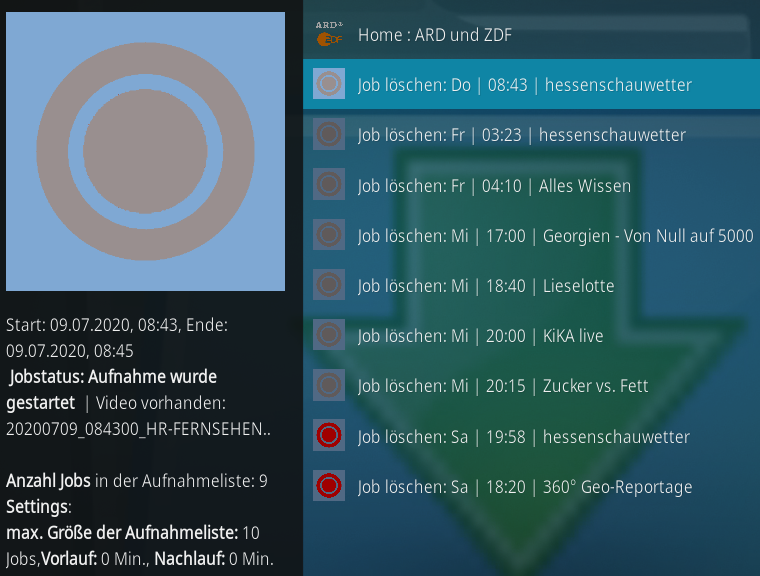 ARD
ZDF
Home : ARD und ZDF
Job löschen: Do | 08:43 | hessenschauwetter
Job löschen: Fr | 03:23 | hessenschauwetter
Job löschen: Fr | 04:10 | Alles Wissen
Job löschen: Mi | 17:00 | Georgien - Von Null auf 5000
Job löschen: Mi | 18:40 | Lieselotte
Job löschen: Mi | 20:00 | KiKA live
Job löschen: Mi | 20:15 | Zucker vs. Fett
Job löschen: Sa | 19:58 | hessenschauwetter
Job löschen: Sa | 18:20 | 360° Geo-Reportage
Start: 09.07.2020, 08:43, Ende:
09.07.2020, 08:45
Jobstatus: Aufnahme wurde
gestartet | Video vorhanden:
20200709_084300_HR-FERNSEHEN..
Anzahl Jobs in der Aufnahmeliste: 9
Settings:
max. Größe der Aufnahmeliste: 10
Jobs,Vorlauf: 0 Min., Nachlauf: 0 Min.